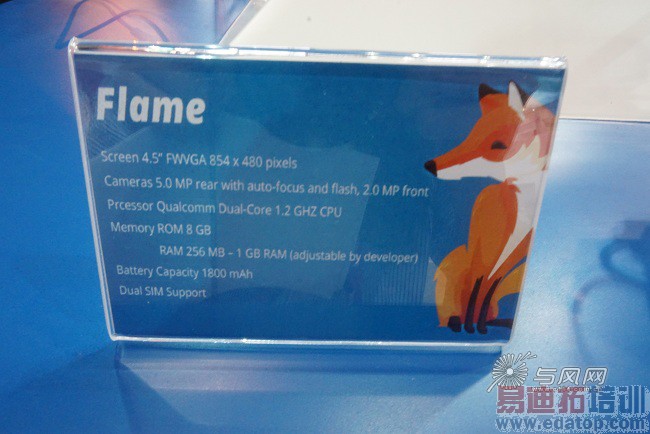 Flame
Screen 4.5" FWVGA 854 x 480 pixels
Cameras 5.0 MP rear with auto-focus and flash, 2.0 MP front
Prcessor Qualcomm Dual-Core 1.2 GHZ CPU
Memory ROM 8 GB
RAM 256 MB – 1 GB RAM (adjustable by developer)
Battery Capacity 1800 mAh
Dual SIM Support
与风网
易迪拓培训
www.edatop.com